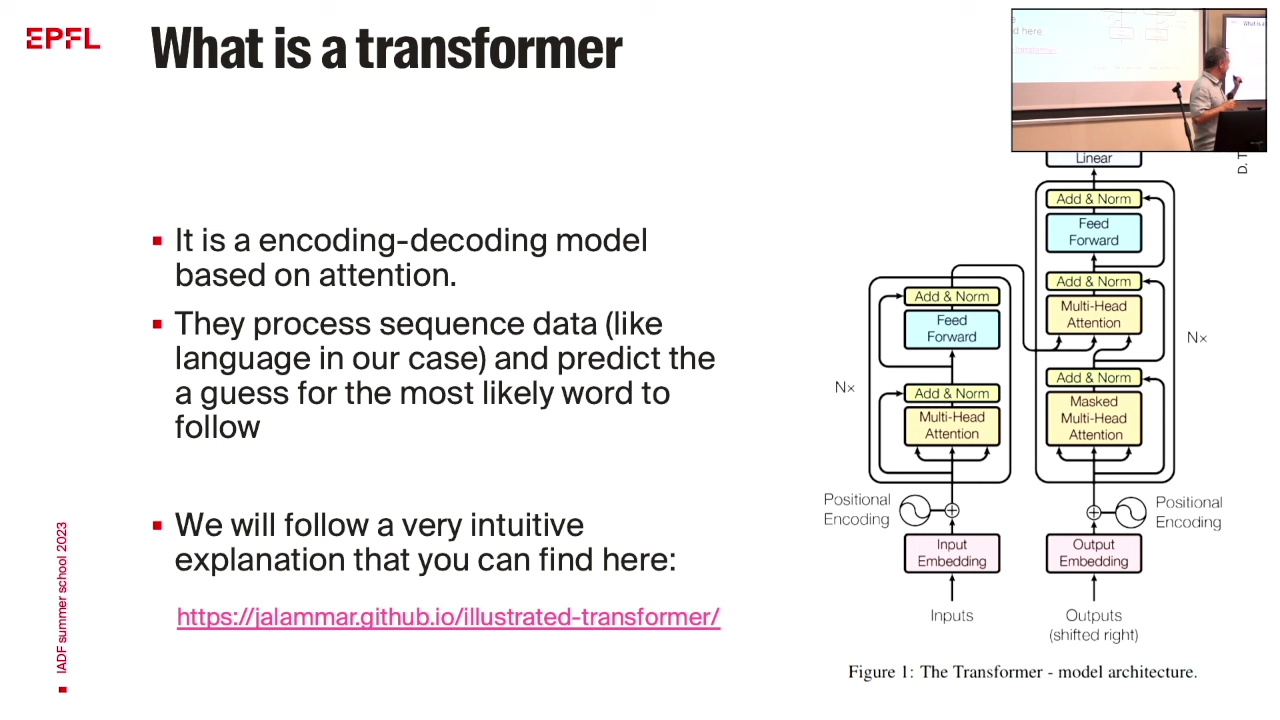 EPFL
What is a transformer
It is a encoding-decoding model
based on attention.
They process sequence data (like
language in our case) and predict the
a guess for the most likely word to
follow
We will follow a very intuitive
explanation that you can find here:
https://jalammar.github.io/illustrated-transformer/
IADF summer school 2023
D. T
Linear
Add & Norm
Feed
Forward
Add & Norm
Multi-Head
Attention
Add & Norm
Masked
Multi-Head
Attention
Nx
Add & Norm
Feed
Forward
Nx
Add & Norm
Multi-Head
Attention
Positional
Encoding
Positional
Encoding
Input
Embedding
Output
Embedding
Inputs
Outputs
(shifted right)
Figure 1: The Transformer - model architecture.